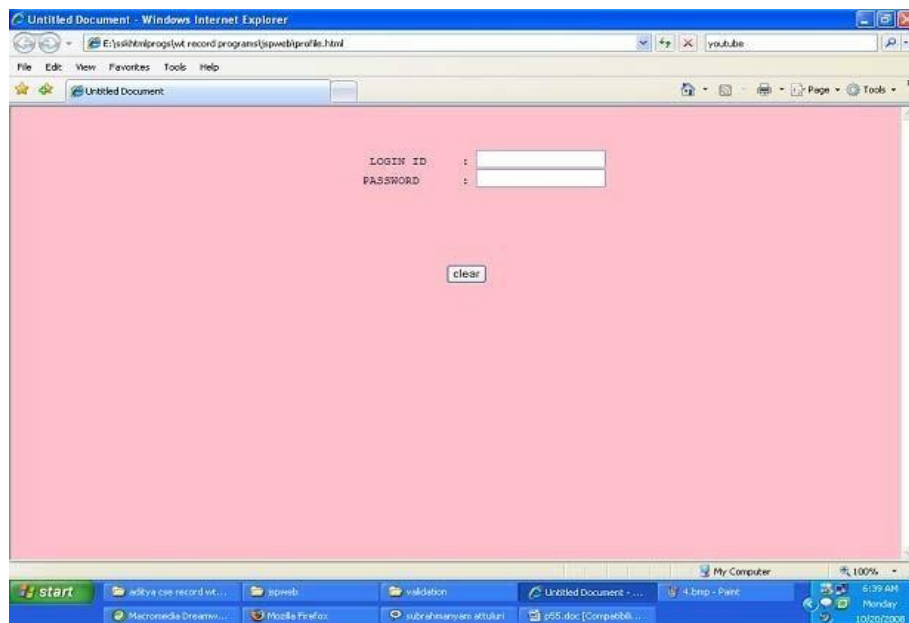 Untitled Document - Windows Internet Explorer
E:\sskhtmlprogs\wt record programs\jspweb\profile.html
youtube
File Edit View Favorites Tools Help
Untitled Document
Page Tools
LOGIN ID :
PASSWORD :
clear
My Computer 100%
start
aditya cse record wt...
jspweb
validation
Untitled Document - ...
4.bmp - Paint
6:39 AM
Macromedia Dreamw...
Mozilla Firefox
subrahmanyam attuluri
p55.doc [Compatibili...
Monday
10/20/2008